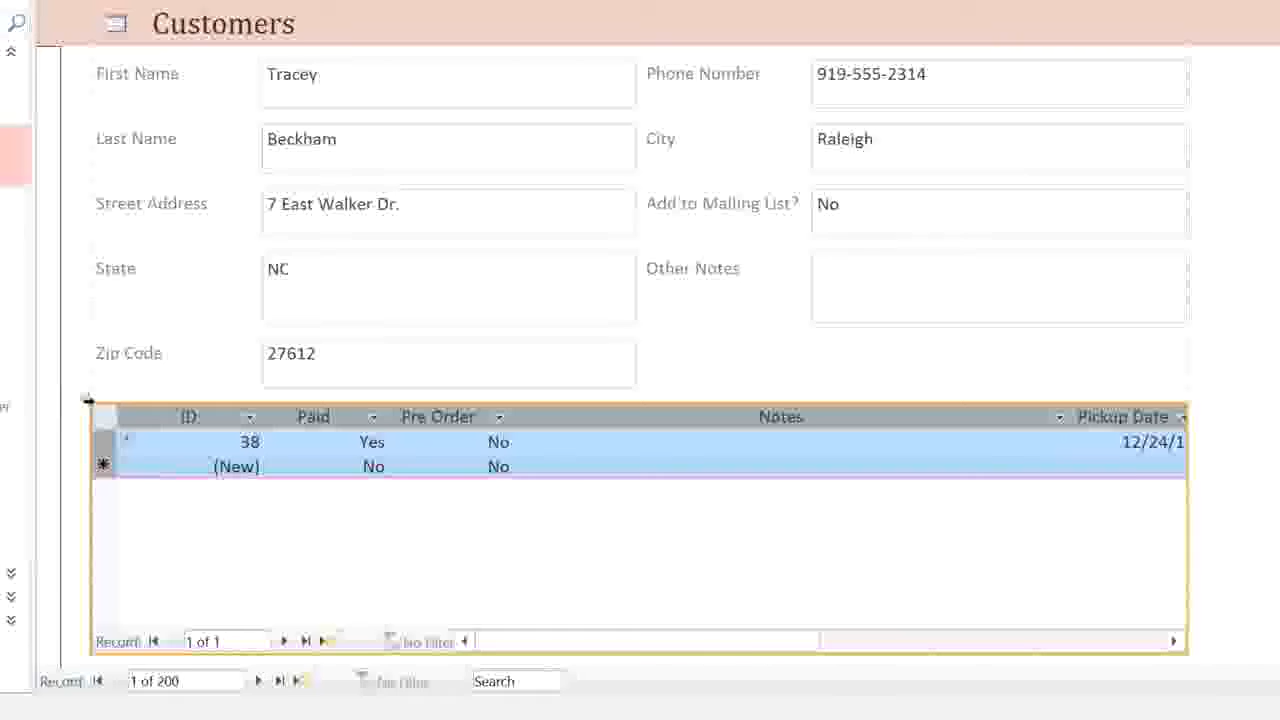 Customers
First Name Tracey Phone Number 919-555-2314
Last Name Beckham City Raleigh
Street Address 7 East Walker Dr. Add to Mailing List? No
State NC Other Notes
Zip Code 27612
ID Paid Pre Order Notes Pickup Date
38 Yes No 12/24/1
* (New) No No
Record: 1 of 1 No Filter
Record: 1 of 200 No Filter Search